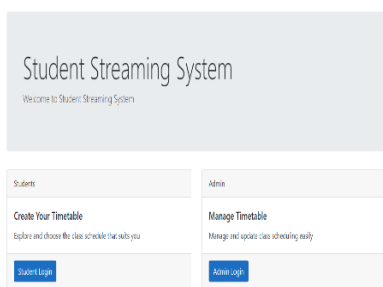 Student Streaming System
Welcome to Student Streaming System
Students
Create Your Timetable
Explore and choose the class schedule that suits you
Student Login
Admin
Manage Timetable
Manage and update class scheduling easily
Admin Login